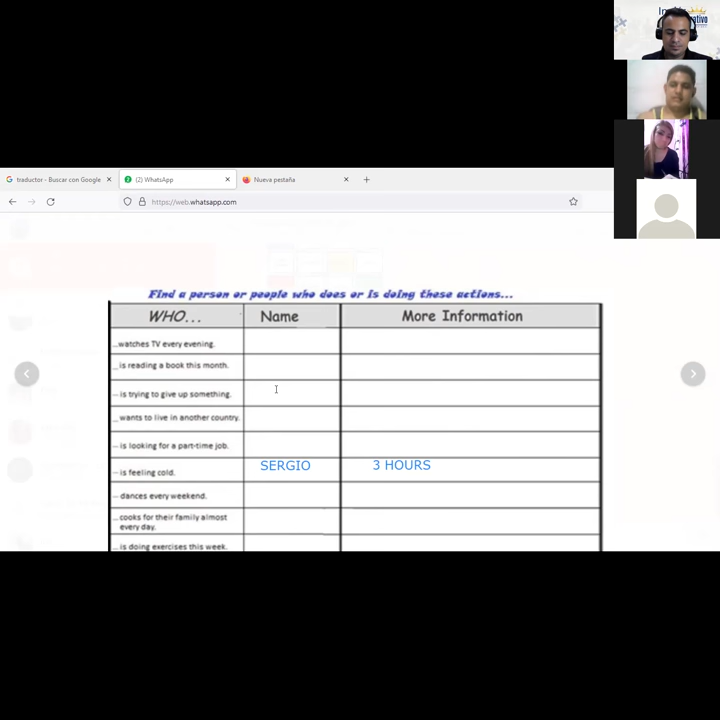 traductor - Buscar con Google
(2) WhatsApp
Nueva pestaña
https://web.whatsapp.com
Find a person or people who does or is doing these actions...
WHO... Name More Information
...watches TV every evening.
... is reading a book this month.
... is trying to give up something.
... wants to live in another country.
... is looking for a part-time job.
... is feeling cold. SERGIO 3 HOURS
... dances every weekend.
... cooks for their family almost
every day.
... is doing exercises this week.